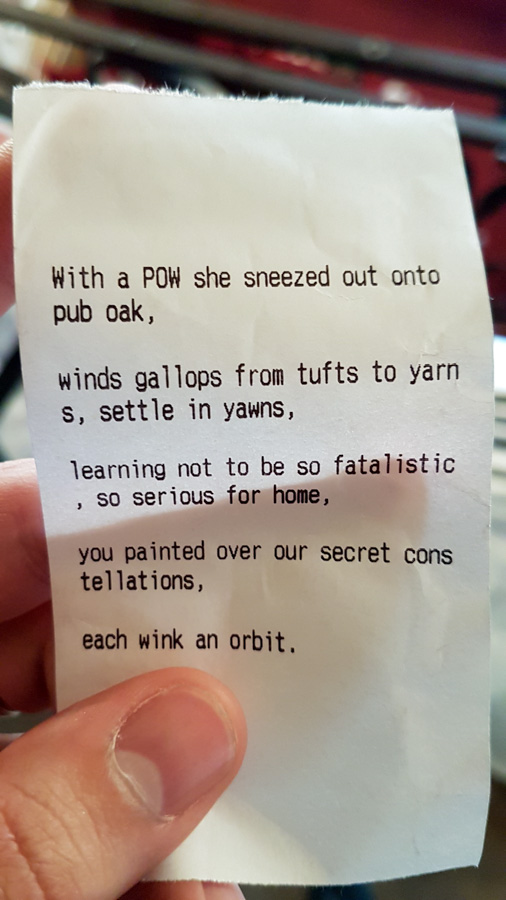 With a POW she sneezed out onto
pub oak,
winds gallops from tufts to yarn
s, settle in yawns,
learning not to be so fatalistic
, so serious for home,
you painted over our secret cons
tellations,
each wink an orbit.